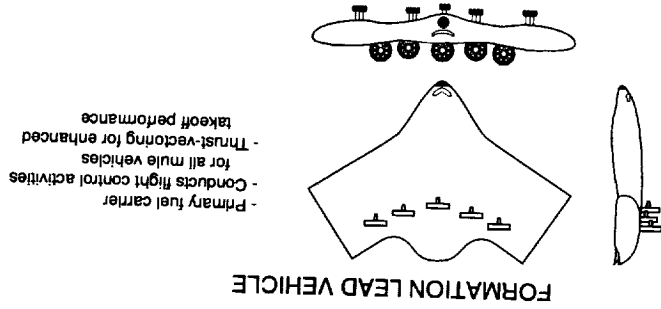 FORMATION LEAD VEHICLE
- Primary fuel carrier
- Conducts flight control activities
for all mule vehicles
- Thrust-vectoring for enhanced
takeoff performance